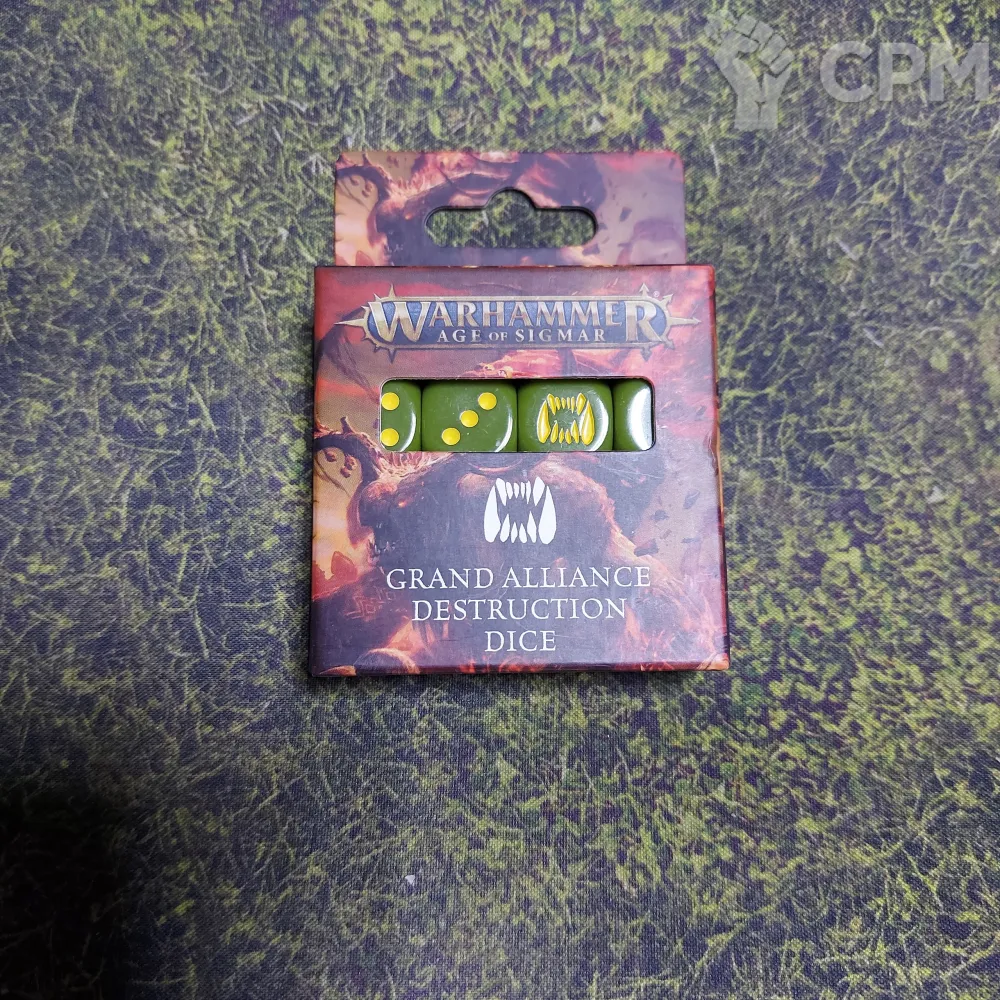 CPM
WARHAMMER
AGE OF SIGMAR
GRAND ALLIANCE
DESTRUCTION
DICE